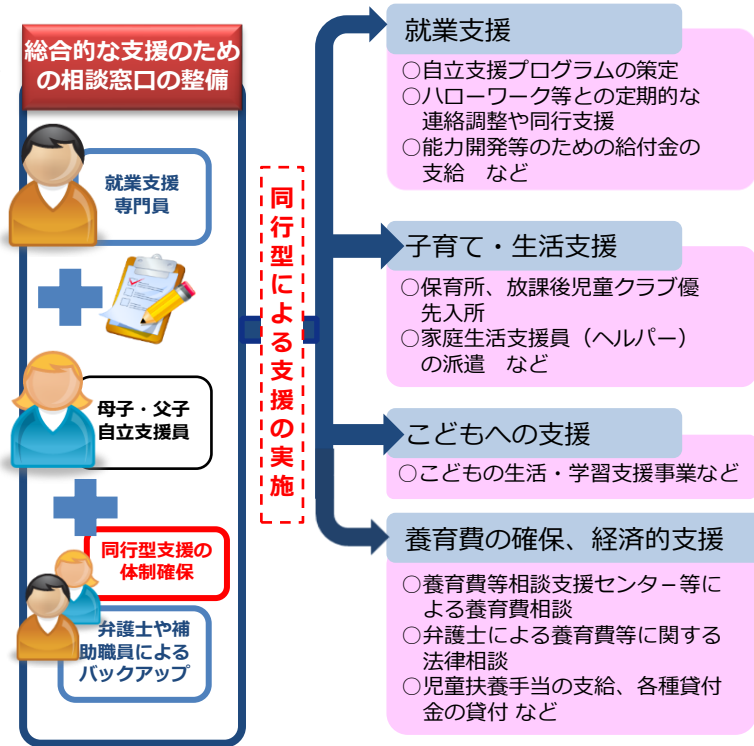 総合的な支援のため
の相談窓口の整備
就業支援
専門員
母子・父子
自立支援員
同行型支援の
体制確保
弁護士や補
助職員による
バックアップ
同行型による支援の実施
就業支援
○自立支援プログラムの策定
○ハローワーク等との定期的な
連絡調整や同行支援
○能力開発等のための給付金の
支給　など
子育て・生活支援
○保育所、放課後児童クラブ優
先入所
○家庭生活支援員（ヘルパー）
の派遣　など
こどもへの支援
○こどもの生活・学習支援事業など
養育費の確保、経済的支援
○養育費等相談支援センター等に
よる養育費相談
○弁護士による養育費等に関する
法律相談
○児童扶養手当の支給、各種貸付
金の貸付 など